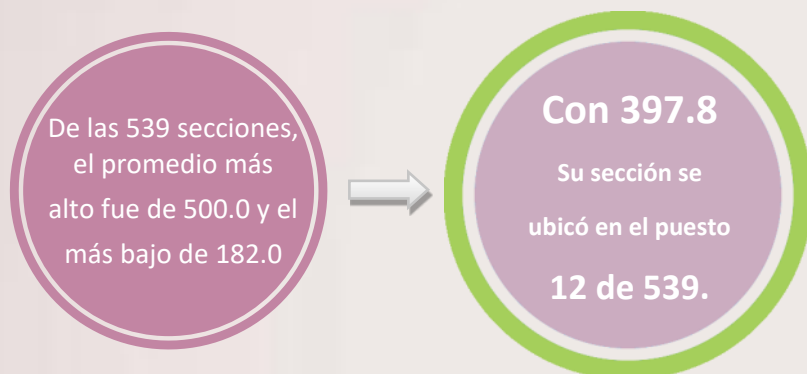 De las 539 secciones,
el promedio más
alto fue de 500.0 y el
más bajo de 182.0
Con 397.8
Su sección se
ubicó en el puesto
12 de 539.